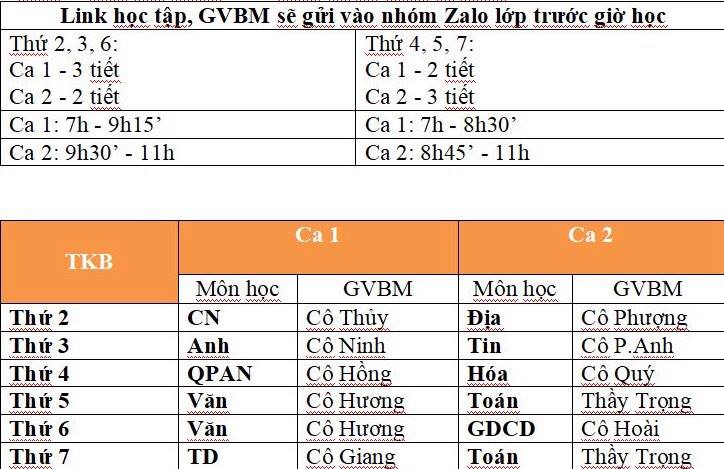 Link học tập, GVBM sẽ gửi vào nhóm Zalo lớp trước giờ học
Thứ 2, 3, 6:
Ca 1 - 3 tiết
Ca 2 - 2 tiết
Thứ 4, 5, 7:
Ca 1 - 2 tiết
Ca 2 - 3 tiết
Ca 1: 7h - 9h15’
Ca 1: 7h - 8h30’
Ca 2: 9h30’ - 11h
Ca 2: 8h45’ - 11h
TKB
Ca 1
Ca 2
Môn học GVBM Môn học GVBM
Thứ 2 CN Cô Thủy Địa Cô Phượng
Thứ 3 Anh Cô Ninh Tin Cô P.Anh
Thứ 4 QPAN Cô Hồng Hóa Cô Quý
Thứ 5 Văn Cô Hương Toán Thầy Trọng
Thứ 6 Văn Cô Hương GDCD Cô Hoài
Thứ 7 TD Cô Giang Toán Thầy Trọng